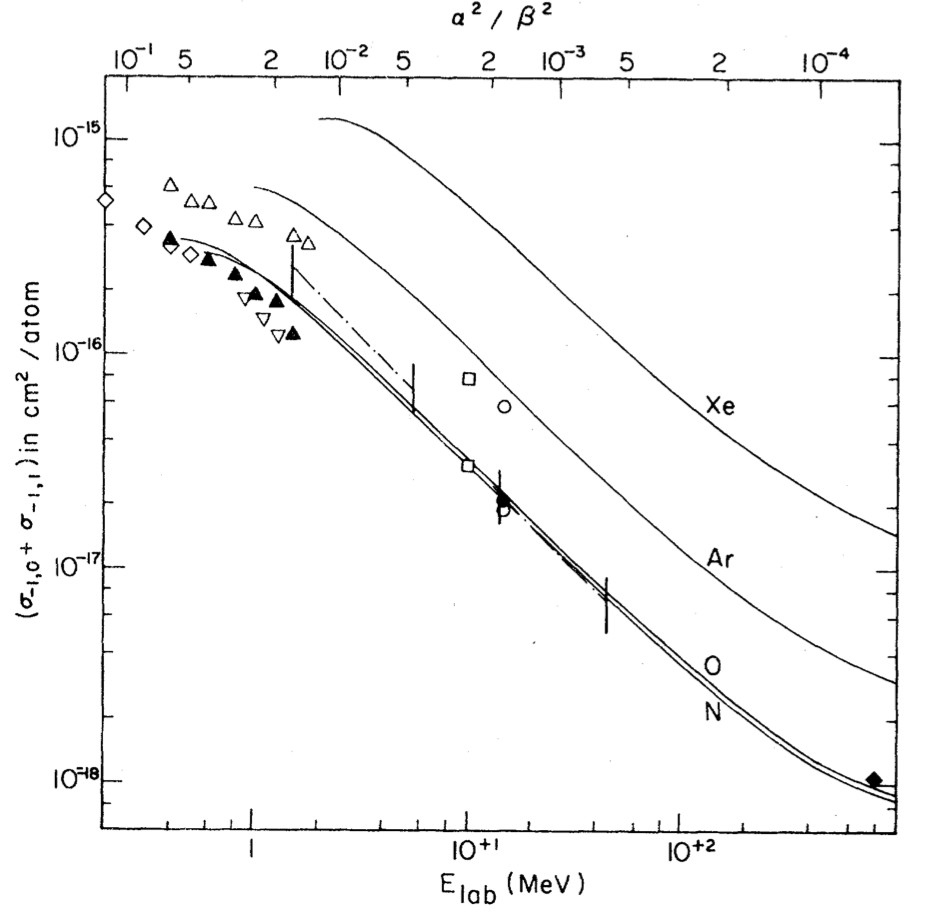 α² / β²
10⁻¹ 5 2 10⁻² 5 2 10⁻³ 5 2 10⁻⁴
10⁻¹⁵
10⁻¹⁶
10⁻¹⁷
10⁻¹⁸
(σ₋₁,₀ + σ₋₁,₁) in cm² / atom
Xe
Ar
O
N
1 10⁺¹ 10⁺²
E_lab (MeV)